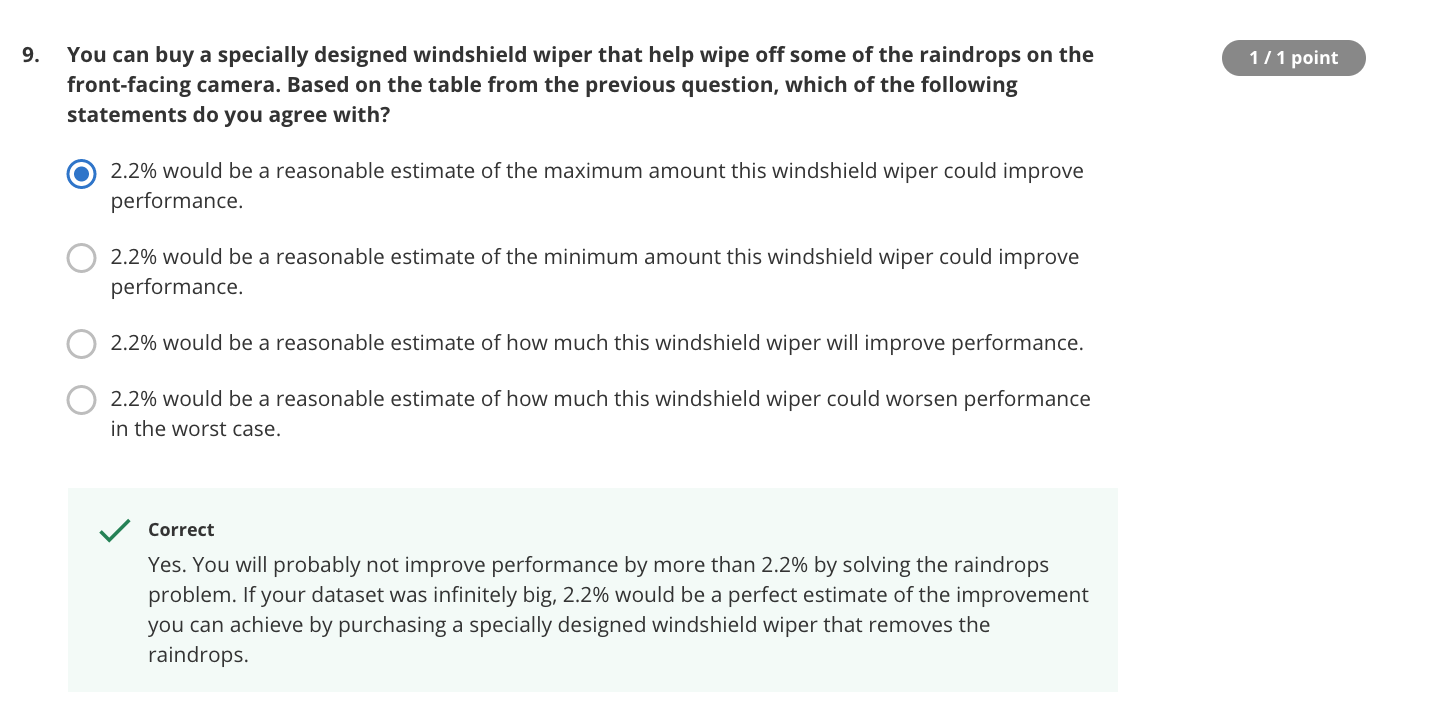 9. You can buy a specially designed windshield wiper that help wipe off some of the raindrops on the
front-facing camera. Based on the table from the previous question, which of the following
statements do you agree with?
1 / 1 point
2.2% would be a reasonable estimate of the maximum amount this windshield wiper could improve
performance.
2.2% would be a reasonable estimate of the minimum amount this windshield wiper could improve
performance.
2.2% would be a reasonable estimate of how much this windshield wiper will improve performance.
2.2% would be a reasonable estimate of how much this windshield wiper could worsen performance
in the worst case.
Correct
Yes. You will probably not improve performance by more than 2.2% by solving the raindrops
problem. If your dataset was infinitely big, 2.2% would be a perfect estimate of the improvement
you can achieve by purchasing a specially designed windshield wiper that removes the
raindrops.